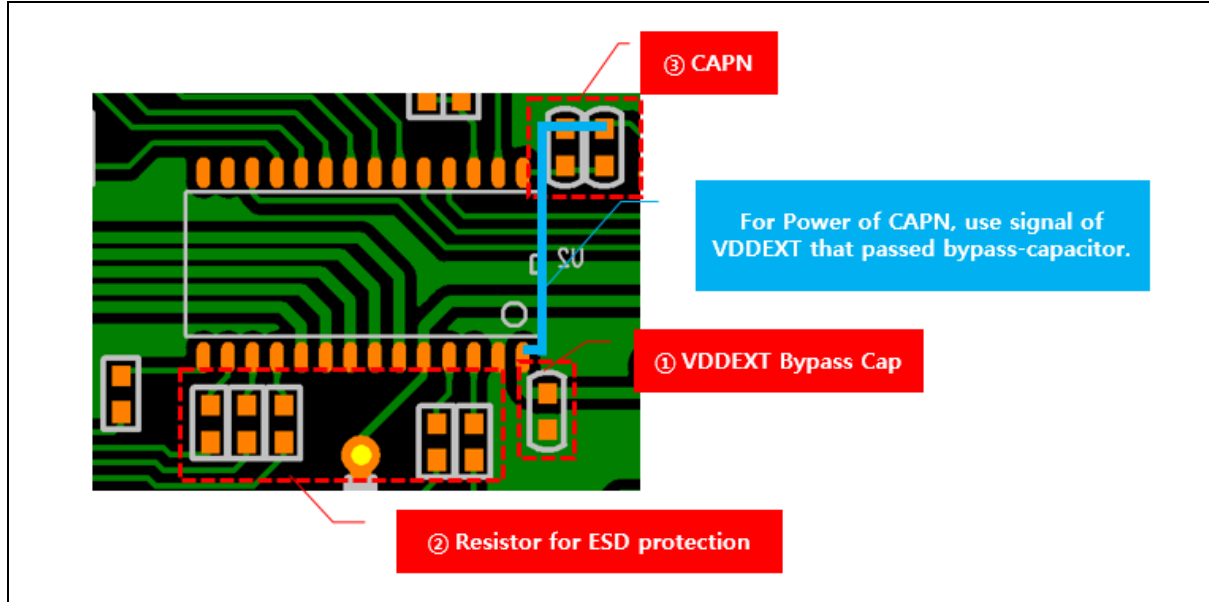 ③ CAPN
For Power of CAPN, use signal of
VDDEXT that passed bypass-capacitor.
U2
① VDDEXT Bypass Cap
② Resistor for ESD protection